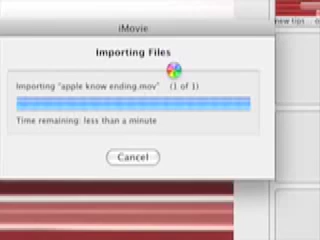 iMovie
new tips
Importing Files
Importing "apple know ending.mov" (1 of 1)
Time remaining: less than a minute
Cancel